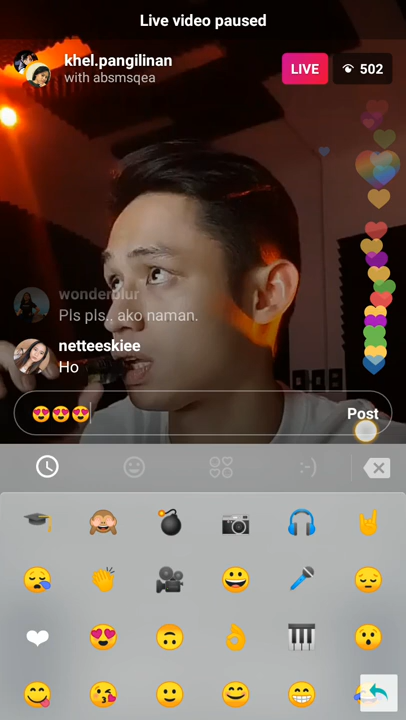 Live video paused
khel.pangilinan
with absmsqea
LIVE
502
wonderblur
Pls pls.. ako naman.
netteeskiee
Ho
😍😍😍
Post
:-)